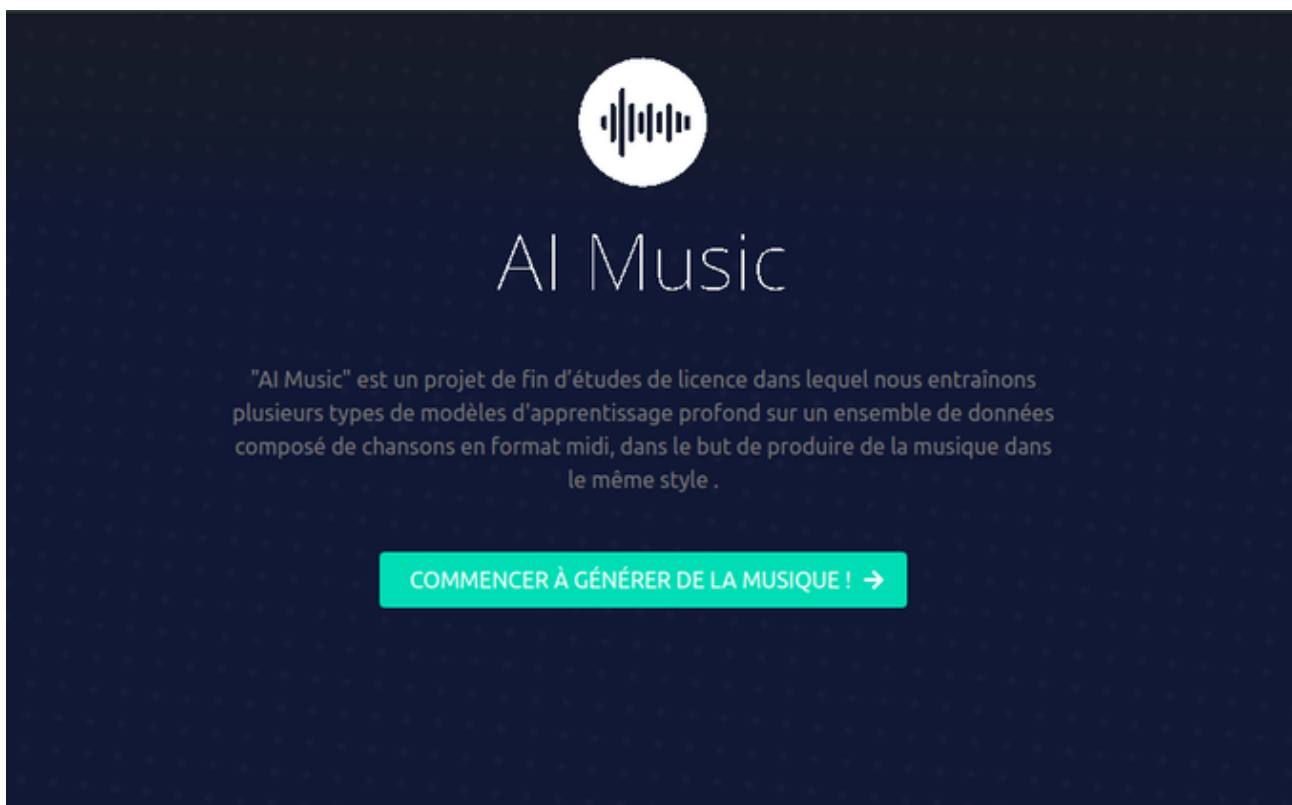 AI Music
"AI Music" est un projet de fin d’études de licence dans lequel nous entraînons
plusieurs types de modèles d'apprentissage profond sur un ensemble de données
composé de chansons en format midi, dans le but de produire de la musique dans
le même style .
COMMENCER À GÉNÉRER DE LA MUSIQUE ! →